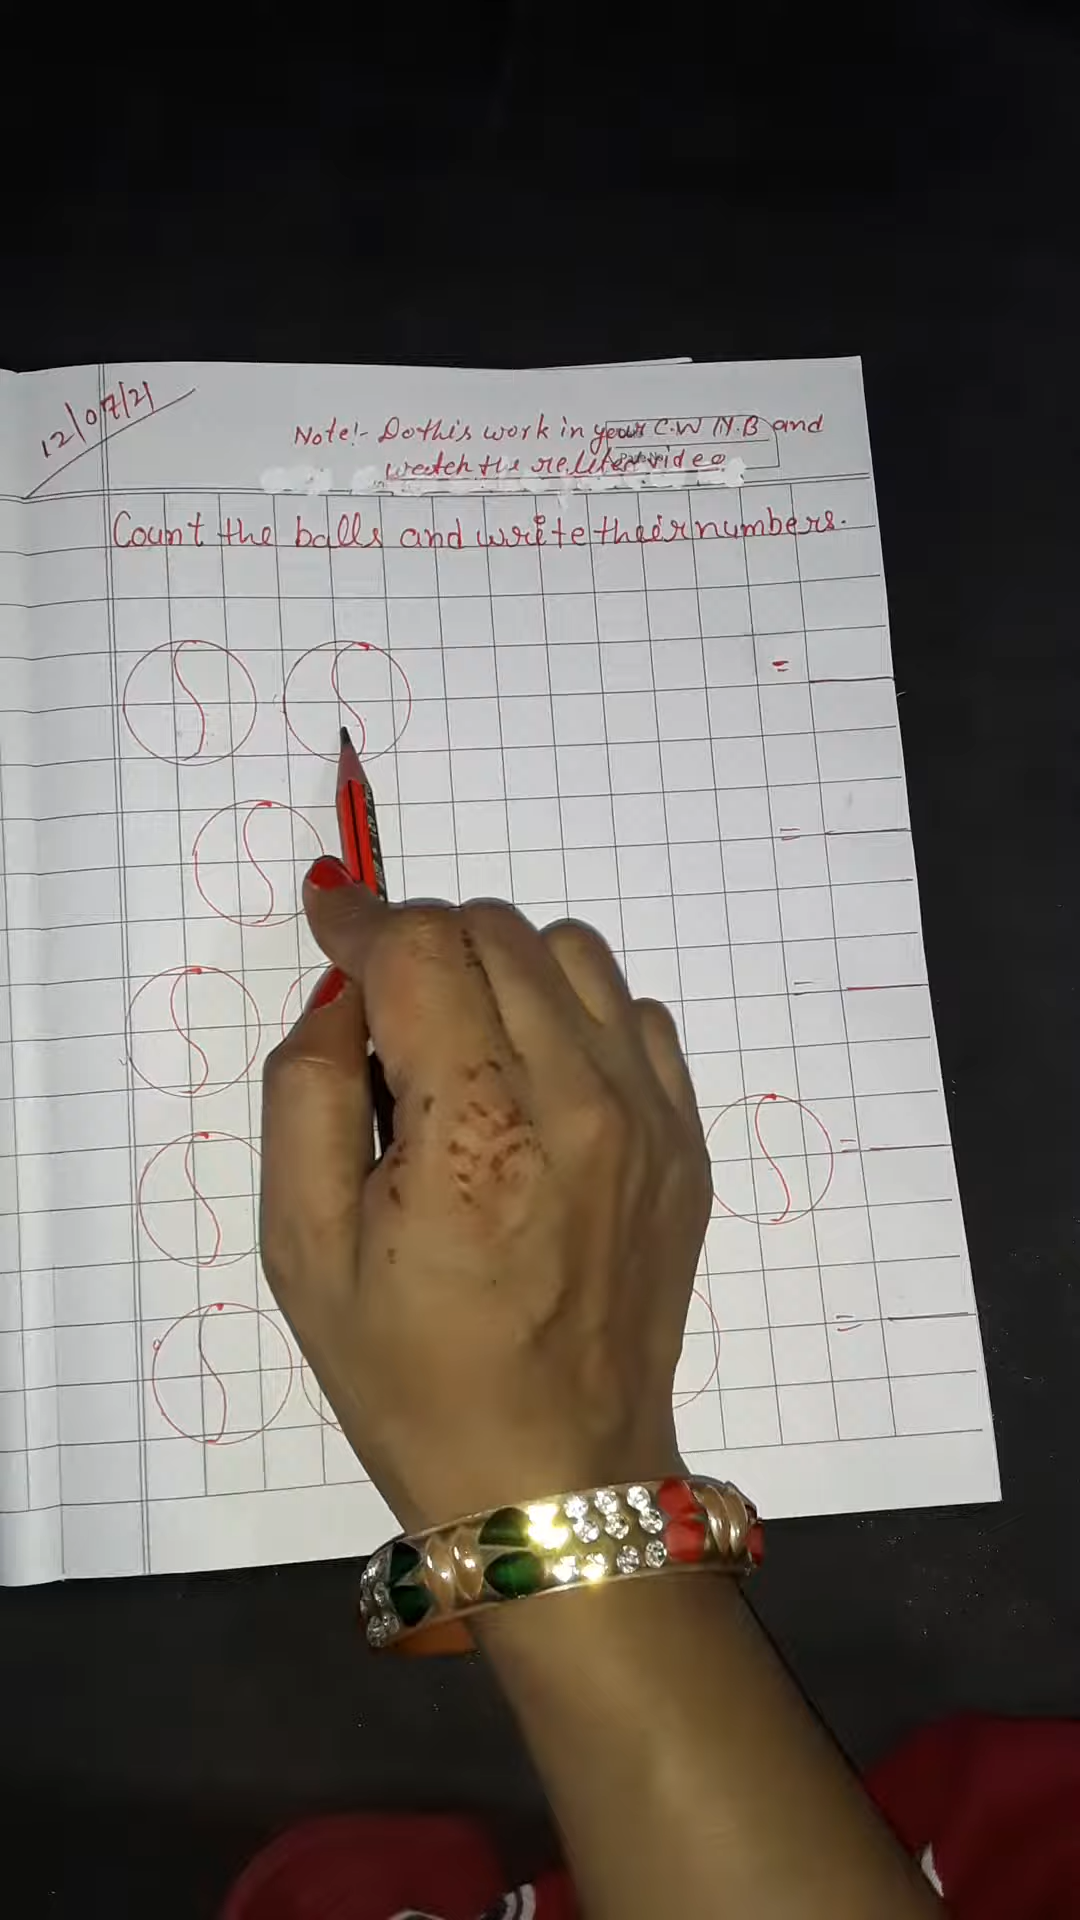 12/07/21
Note!- Do this work in your C.W N.B and
watch the video
Count the balls and write their numbers.
=
=
=
=
=